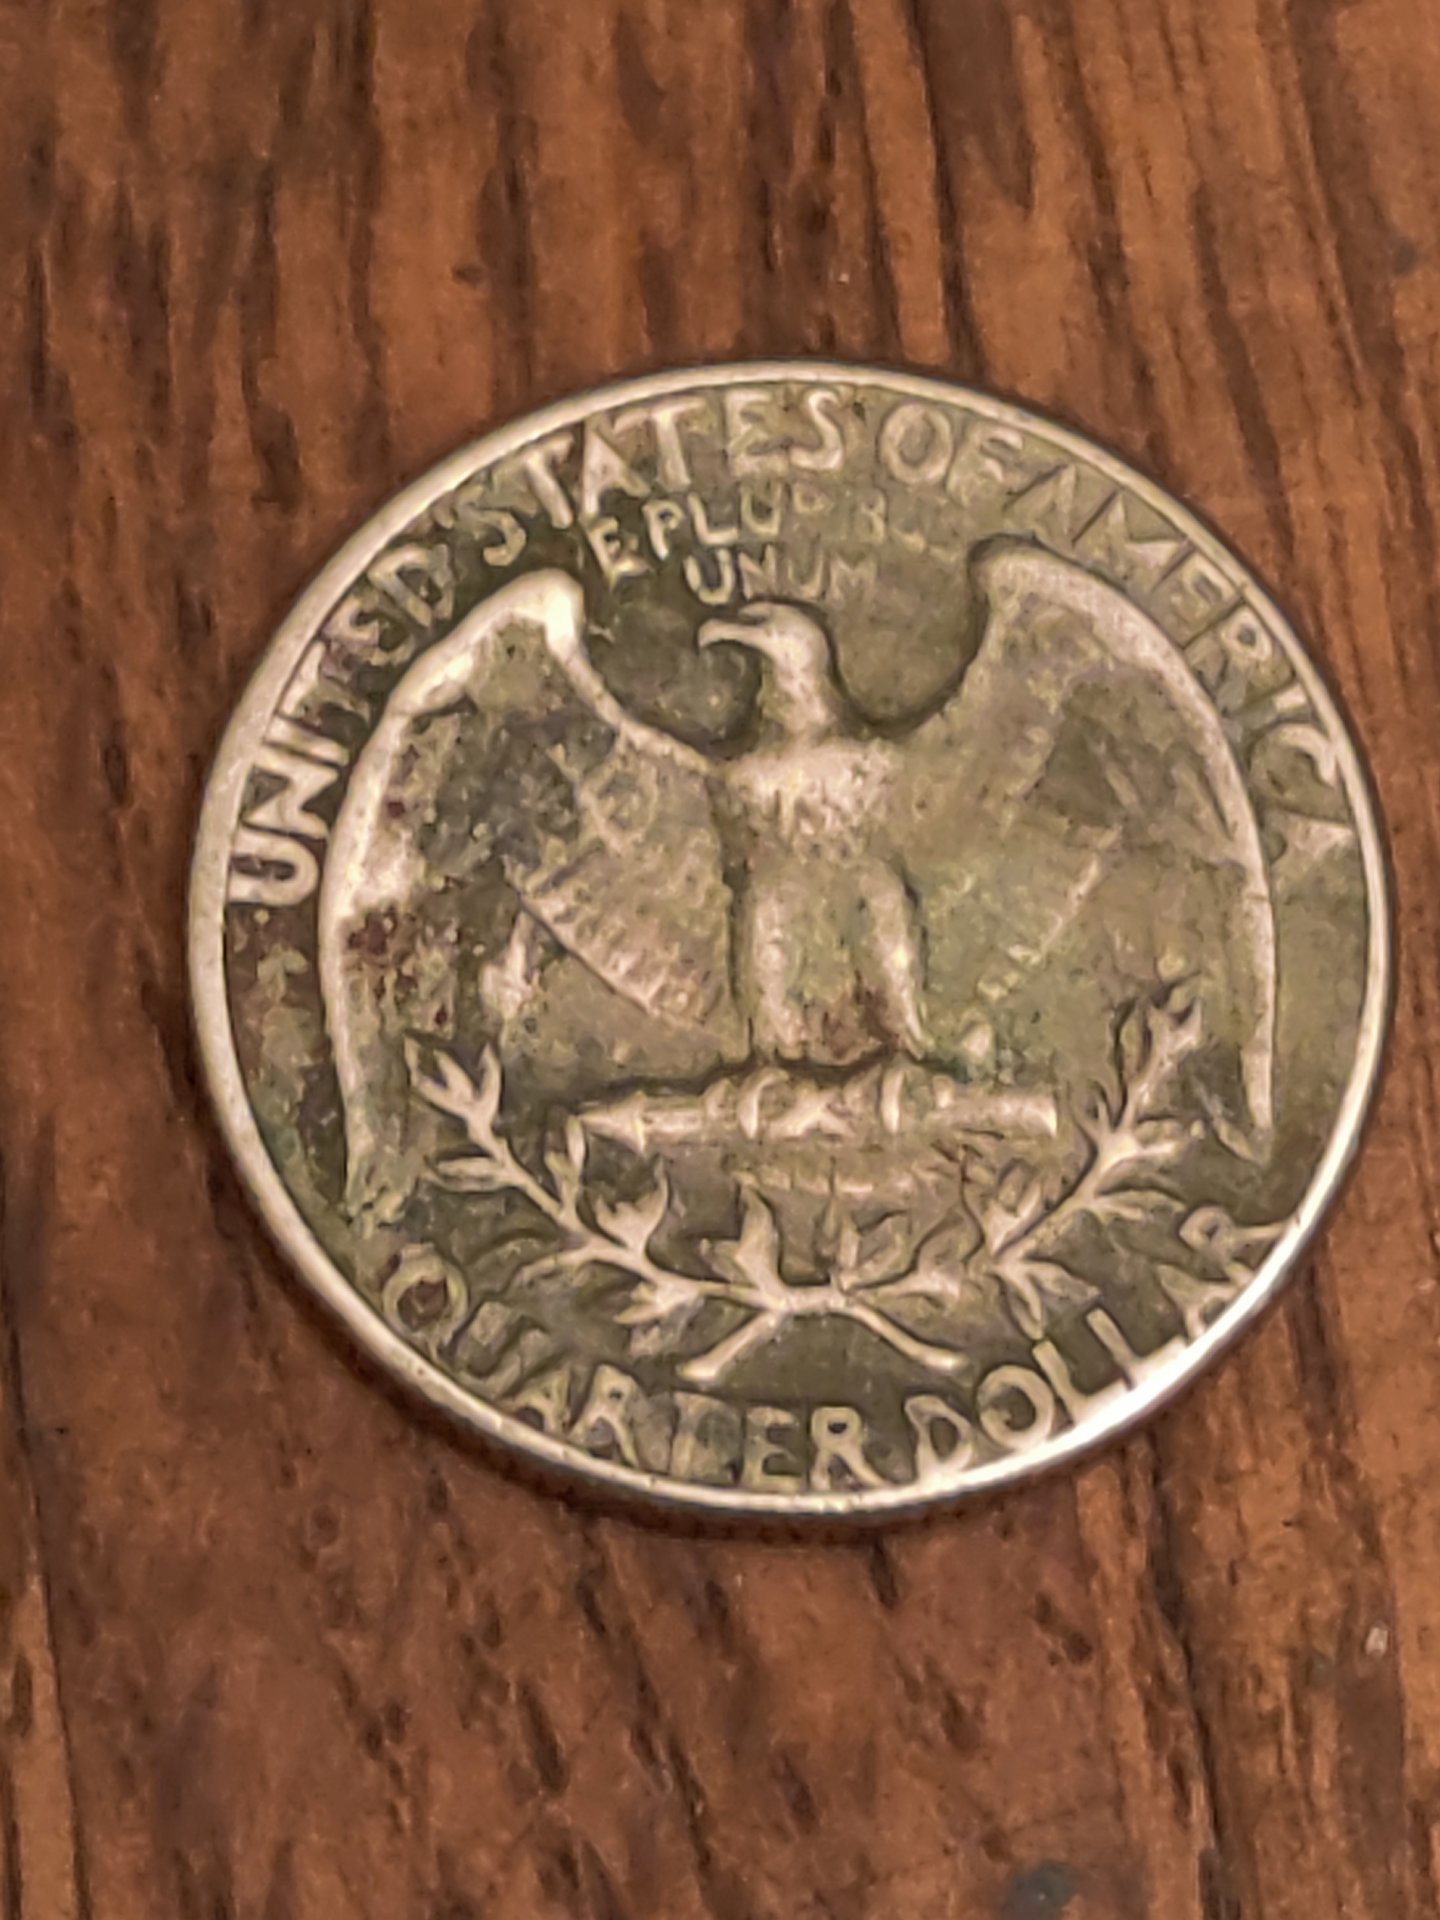 UNITED STATES OF AMERICA
E PLURIBUS
UNUM
QUARTER DOLLAR